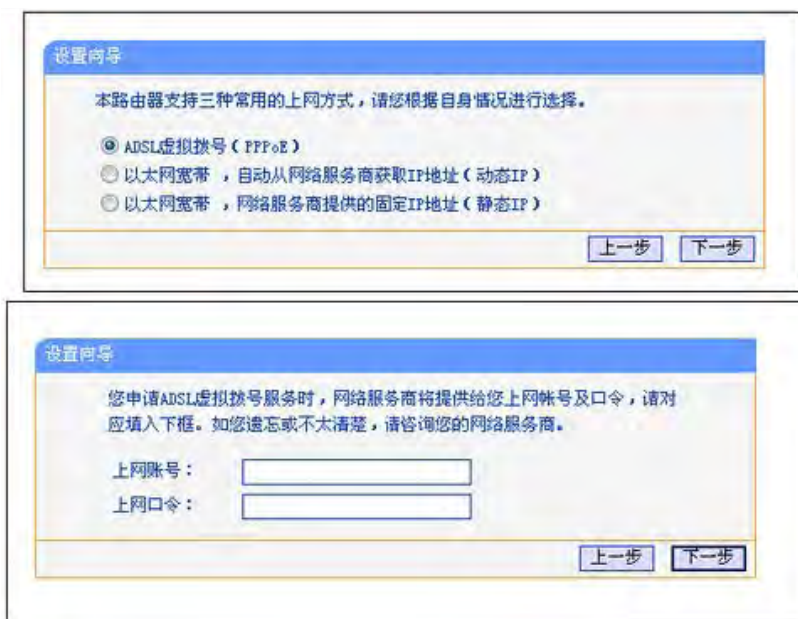 设置向导
本路由器支持三种常用的上网方式，请您根据自身情况进行选择。
ADSL虚拟拨号（PPPoE）
以太网宽带，自动从网络服务商获取IP地址（动态IP）
以太网宽带，网络服务商提供的固定IP地址（静态IP）
上一步 下一步
设置向导
您申请ADSL虚拟拨号服务时，网络服务商将提供给您上网帐号及口令，请对
应填入下框。如您遗忘或不太清楚，请咨询您的网络服务商。
上网账号：
上网口令：
上一步 下一步